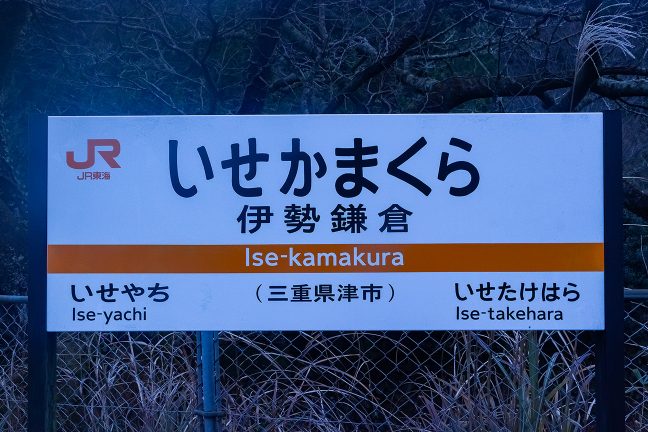 JR
JR東海
いせかまくら
伊勢鎌倉
Ise-kamakura
いせやち
Ise-yachi
（三重県津市）
いせたけはら
Ise-takehara